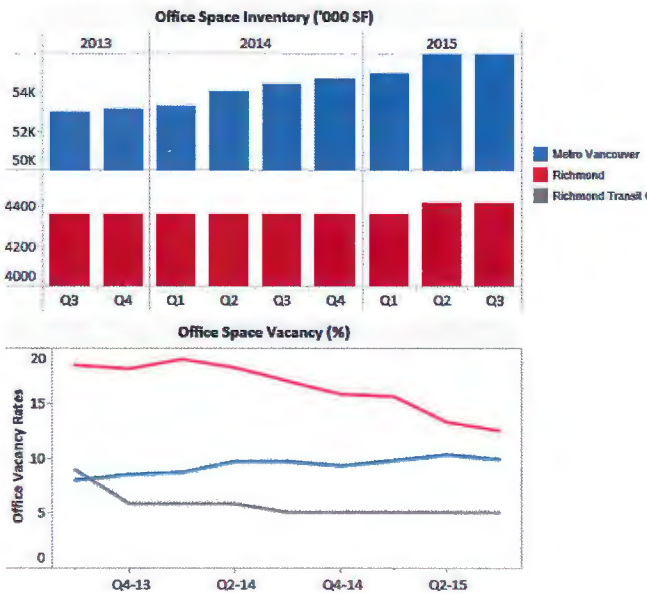 Office Space Inventory ('000 SF)
2013 2014 2015
54K
52K
50K
4400
4200
4000
Q3 Q4 Q1 Q2 Q3 Q4 Q1 Q2 Q3
Metro Vancouver
Richmond
Richmond Transit
Office Space Vacancy (%)
Office Vacancy Rates
20
15
10
5
0
Q4-13 Q2-14 Q4-14 Q2-15